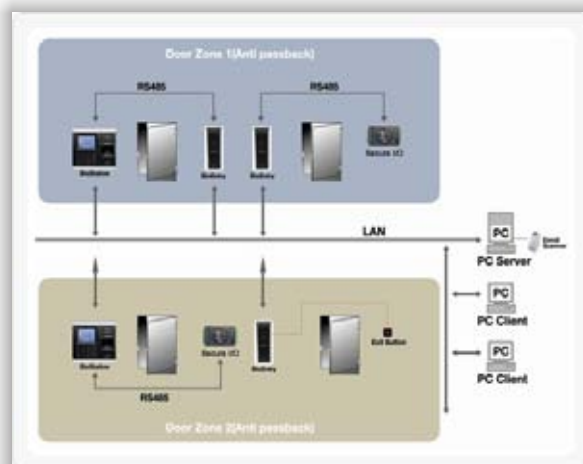 Door Zone 1(Anti passback)
RS485
RS485
BioStation
BioEntry
BioEntry
Secure I/O
LAN
PC
PC Server
PC
PC Client
PC
PC Client
BioStation
Secure I/O
BioEntry
Exit Button
RS485
Door Zone 2(Anti passback)